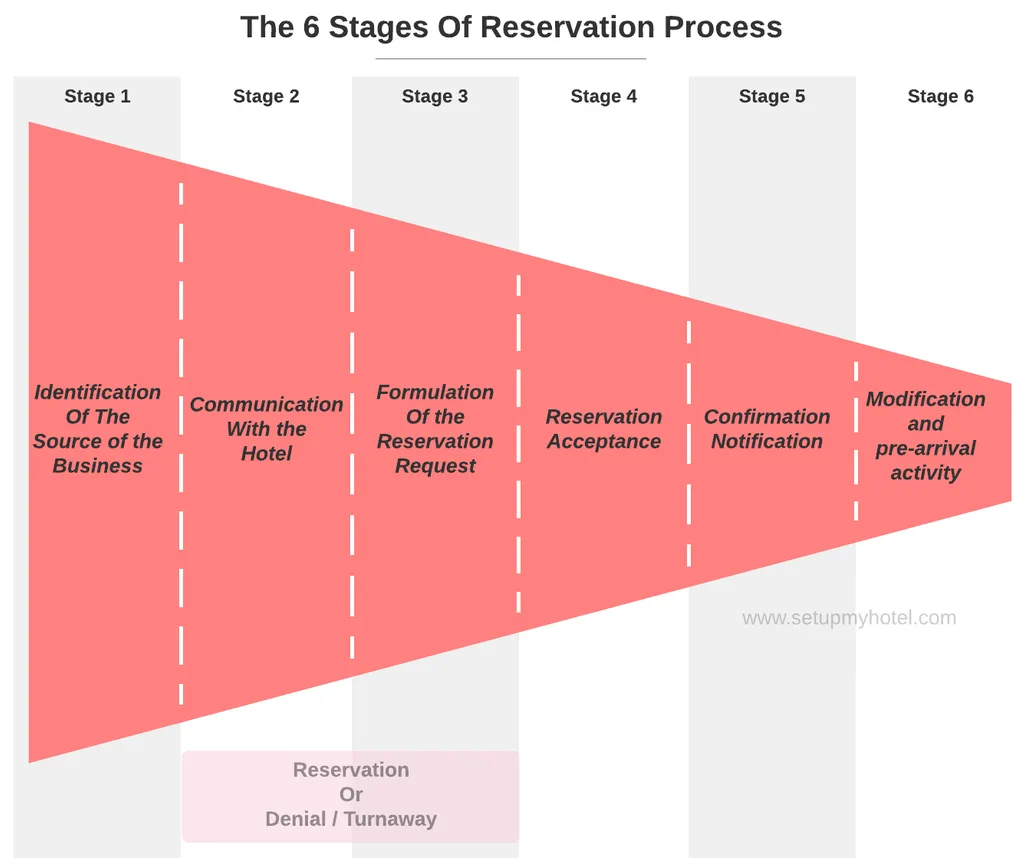 The 6 Stages Of Reservation Process
Stage 1
Stage 2
Stage 3
Stage 4
Stage 5
Stage 6
Identification
Of The
Source of the
Business
Communication
With the
Hotel
Formulation
Of the
Reservation
Request
Reservation
Acceptance
Confirmation
Notification
Modification
and
pre-arrival
activity
www.setupmyhotel.com
Reservation
Or
Denial / Turnaway